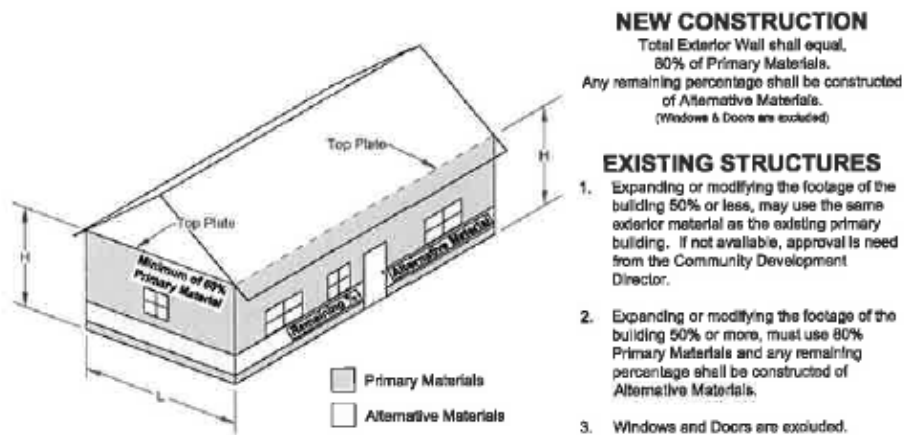 NEW CONSTRUCTION
Total Exterior Wall shall equal,
80% of Primary Materials.
Any remaining percentage shall be constructed
of Alternative Materials.
(Windows & Doors are excluded)
EXISTING STRUCTURES
1. Expanding or modifying the footage of the
building 50% or less, may use the same
exterior material as the existing primary
building. If not available, approval is need
from the Community Development
Director.
2. Expanding or modifying the footage of the
building 50% or more, must use 80%
Primary Materials and any remaining
percentage shall be constructed of
Alternative Materials.
3. Windows and Doors are excluded.
Top Plate
H
Top Plate
H
Minimum of 80%
Primary Material
Remaining %
Alternative Material
L
Primary Materials
Alternative Materials